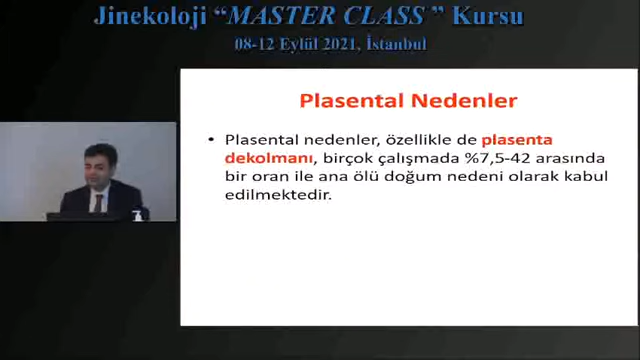 Jinekoloji “MASTER CLASS ” Kursu
08-12 Eylül 2021, İstanbul
Plasental Nedenler
• Plasental nedenler, özellikle de plasenta
dekolmanı, birçok çalışmada %7,5-42 arasında
bir oran ile ana ölü doğum nedeni olarak kabul
edilmektedir.